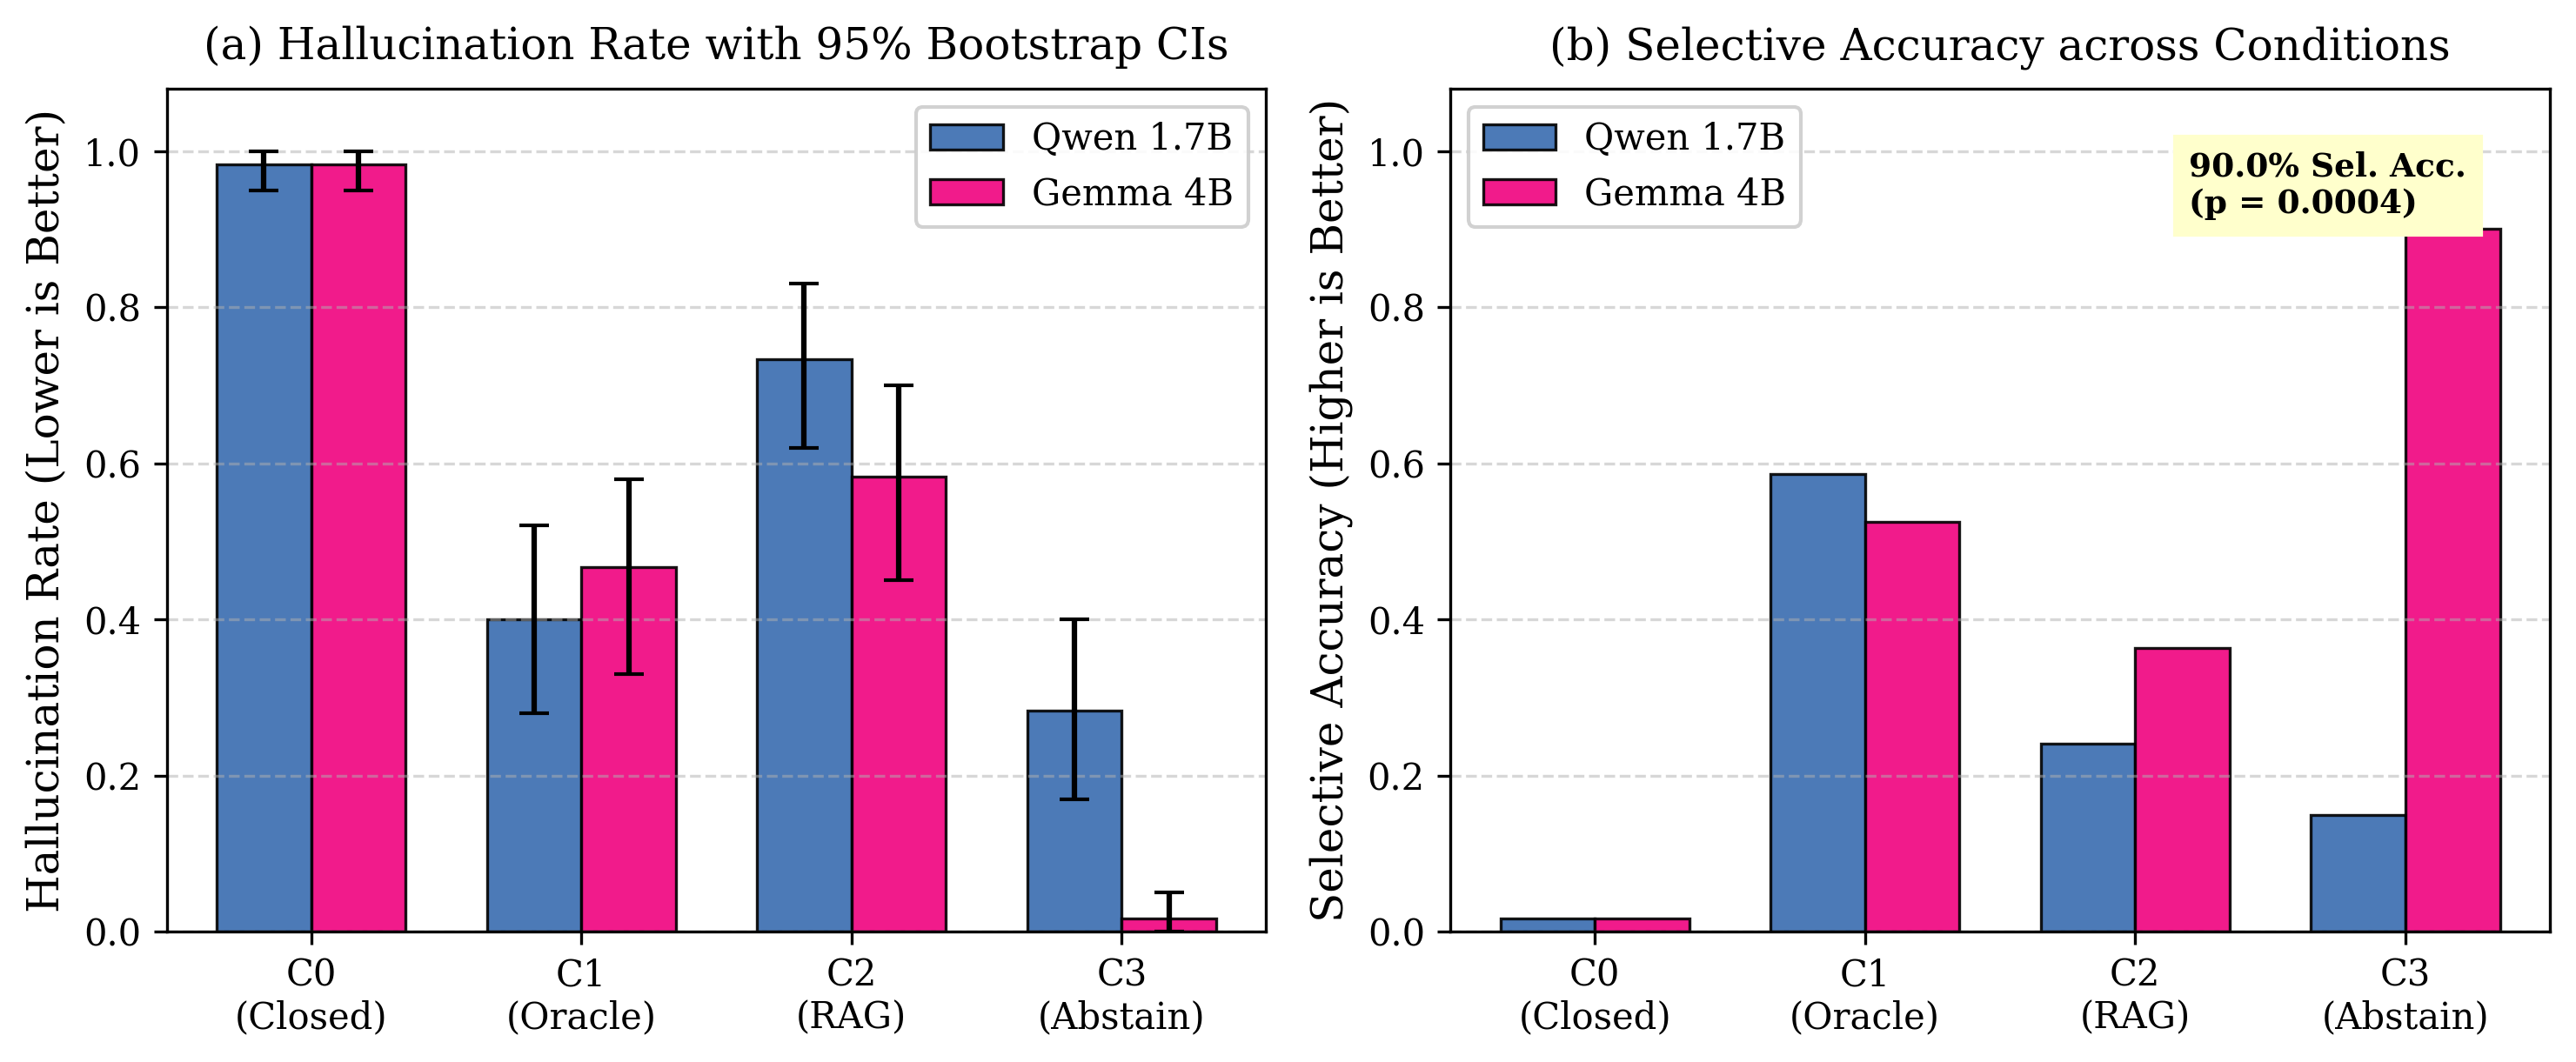 (a) Hallucination Rate with 95% Bootstrap CIs
Hallucination Rate (Lower is Better)
1.0
0.8
0.6
0.4
0.2
0.0
Qwen 1.7B
Gemma 4B
C0
(Closed)
C1
(Oracle)
C2
(RAG)
C3
(Abstain)
(b) Selective Accuracy across Conditions
Selective Accuracy (Higher is Better)
1.0
0.8
0.6
0.4
0.2
0.0
Qwen 1.7B
Gemma 4B
90.0% Sel. Acc.
(p = 0.0004)
C0
(Closed)
C1
(Oracle)
C2
(RAG)
C3
(Abstain)